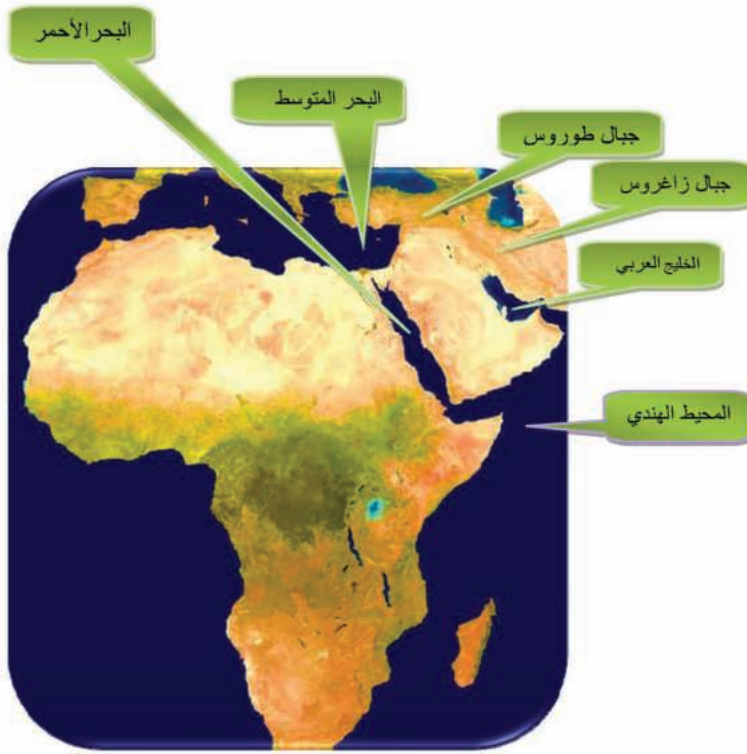 البحر الأحمر
البحر المتوسط
جبال طوروس
جبال زاغروس
الخليج العربي
المحيط الهندي